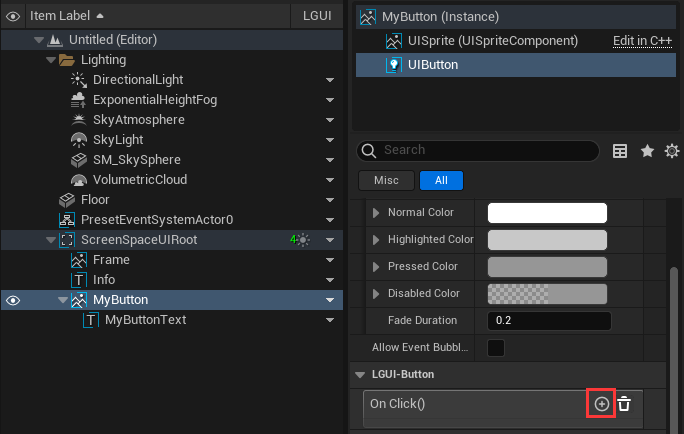 Item Label
LGUI
Untitled (Editor)
Lighting
DirectionalLight
ExponentialHeightFog
SkyAtmosphere
SkyLight
SM_SkySphere
VolumetricCloud
Floor
PresetEventSystemActor0
ScreenSpaceUIRoot
4
Frame
Info
MyButton
MyButtonText
MyButton (Instance)
UISprite (UISpriteComponent)
Edit in C++
UIButton
Search
Misc
All
Normal Color
Highlighted Color
Pressed Color
Disabled Color
Fade Duration
0.2
Allow Event Bubbl...
LGUI-Button
On Click()